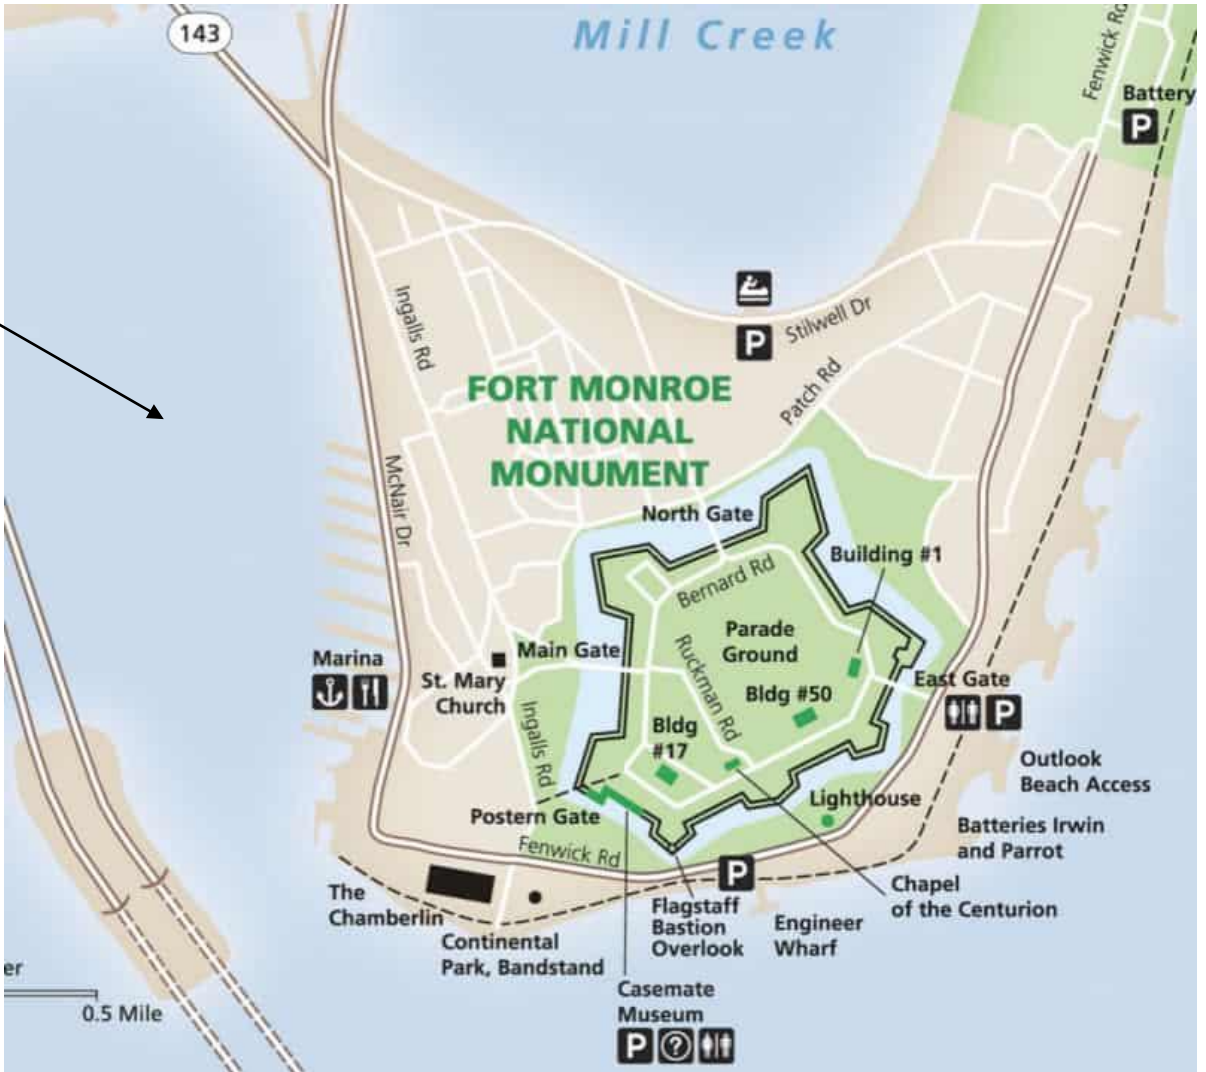 143
Mill Creek
Fenwick Rd
Battery
P
Ingalls Rd
P
Stilwell Dr
Patch Rd
FORT MONROE
NATIONAL
MONUMENT
McNair Dr
North Gate
Building #1
Bernard Rd
Parade
Ground
Ruckman Rd
Main Gate
Marina
St. Mary
Church
East Gate
P
Bldg #50
Bldg
#17
Ingalls Rd
Outlook
Beach Access
Postern Gate
Lighthouse
Batteries Irwin
and Parrot
Fenwick Rd
P
The
Chamberlin
Chapel
of the Centurion
Flagstaff
Bastion
Overlook
Engineer
Wharf
Continental
Park, Bandstand
er
0.5 Mile
Casemate
Museum
P ?